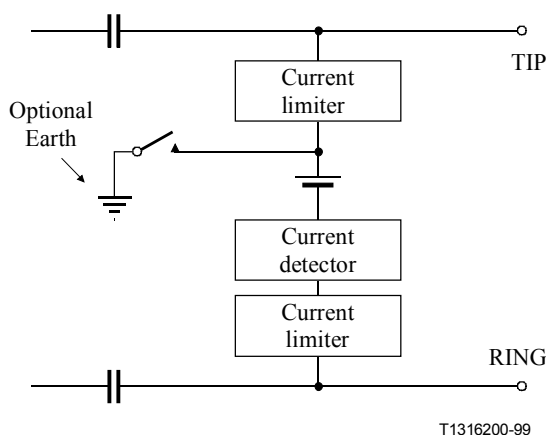 TIP
Current
limiter
Optional
Earth
Current
detector
Current
limiter
RING
T1316200-99